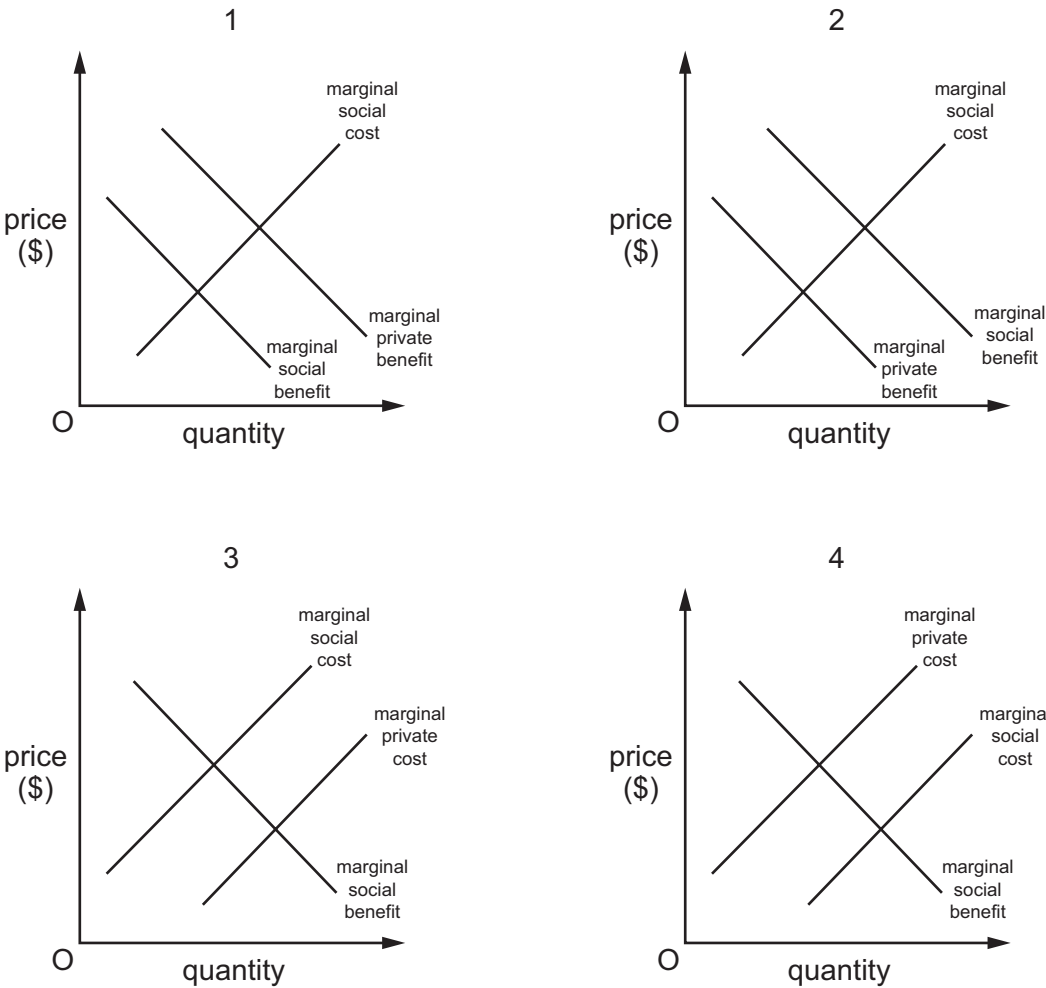 1
marginal
social
cost
price
($)
marginal
private
benefit
marginal
social
benefit
O
quantity
2
marginal
social
cost
price
($)
marginal
social
benefit
marginal
private
benefit
O
quantity
3
marginal
social
cost
marginal
private
cost
price
($)
marginal
social
benefit
O
quantity
4
marginal
private
cost
margina
social
cost
price
($)
marginal
social
benefit
O
quantity